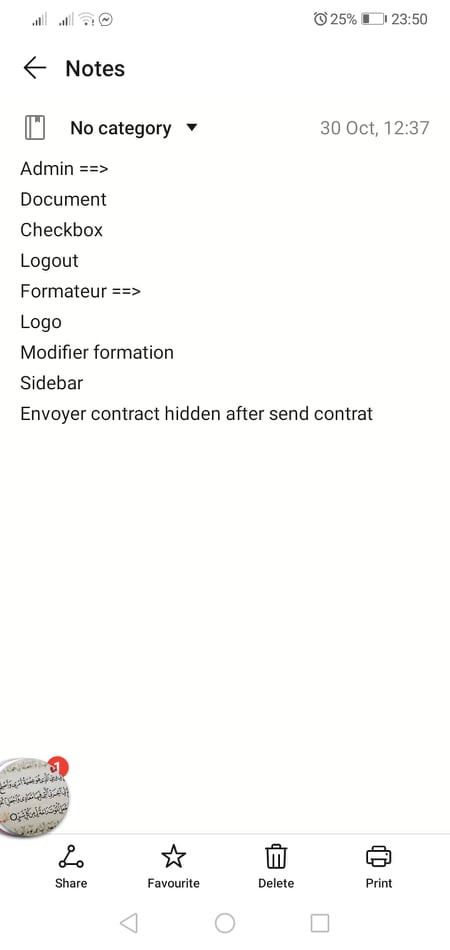 25% 23:50
Notes
No category 30 Oct, 12:37
Admin ==>
Document
Checkbox
Logout
Formateur ==>
Logo
Modifier formation
Sidebar
Envoyer contract hidden after send contrat
1
Share Favourite Delete Print